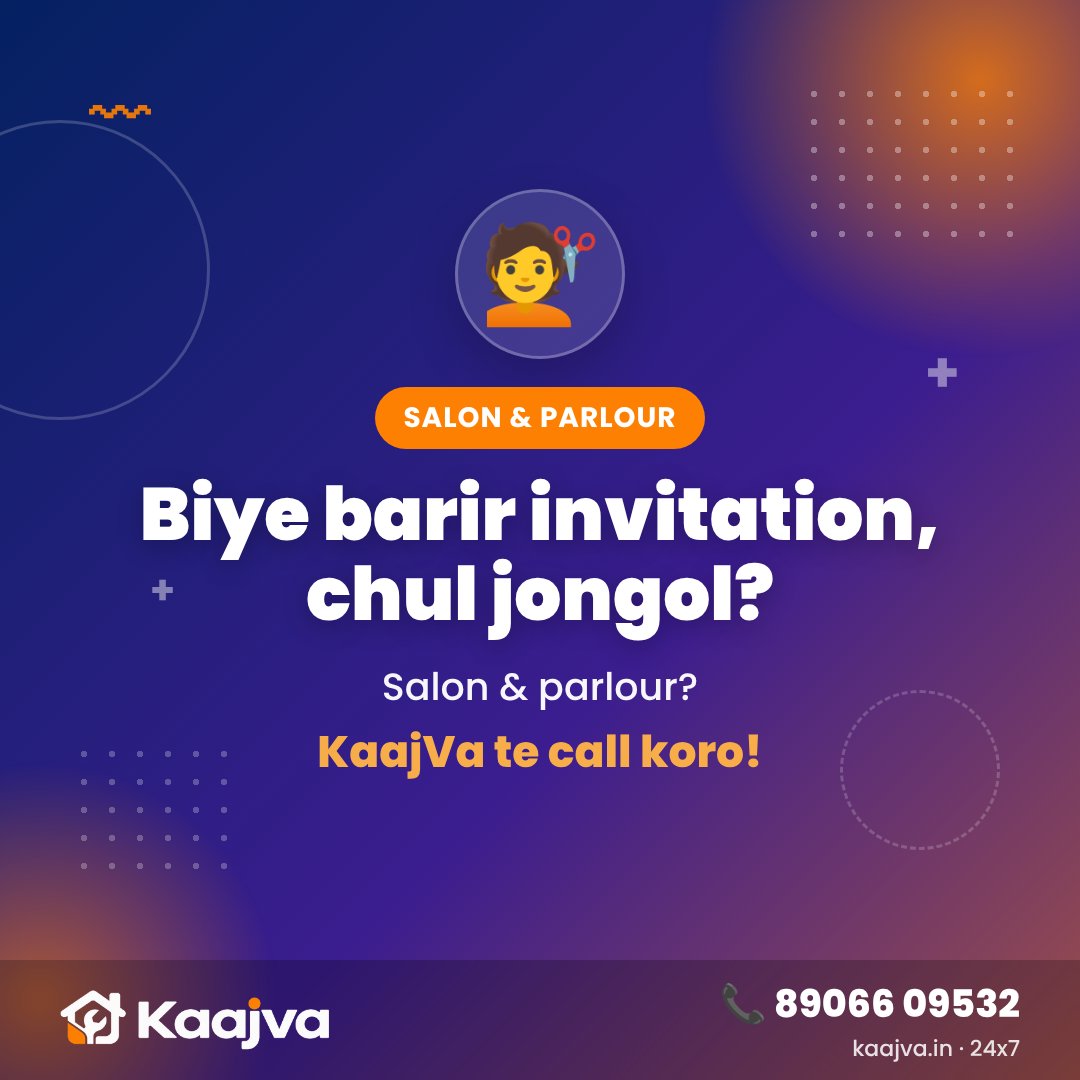 SALON & PARLOUR
Biye barir invitation,
chul jongol?
Salon & parlour?
KaajVa te call koro!
Kaajva
89066 09532
kaajva.in · 24x7